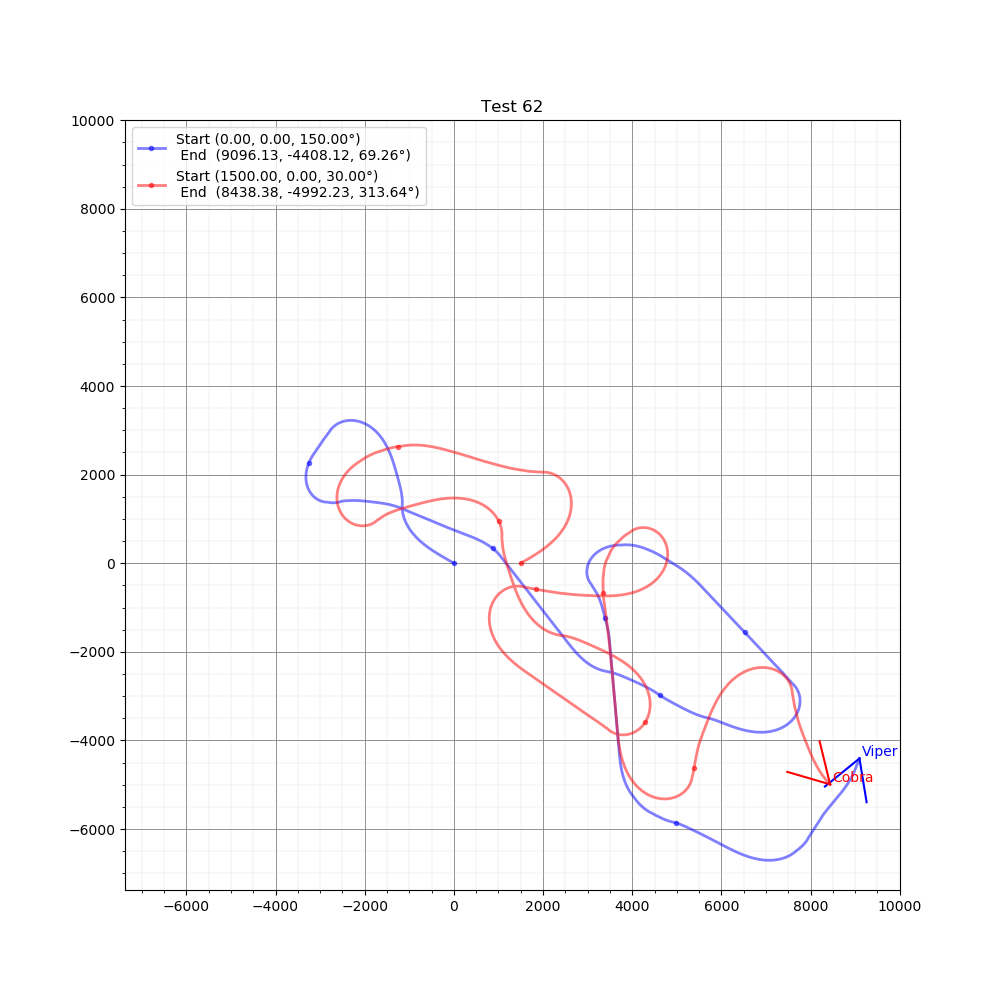 Test 62
Start (0.00, 0.00, 150.00°)
End (9096.13, -4408.12, 69.26°)
Start (1500.00, 0.00, 30.00°)
End (8438.38, -4992.23, 313.64°)
10000
8000
6000
4000
2000
0
−2000
−4000
−6000
Viper
Cobra
−6000 −4000 −2000 0 2000 4000 6000 8000 10000